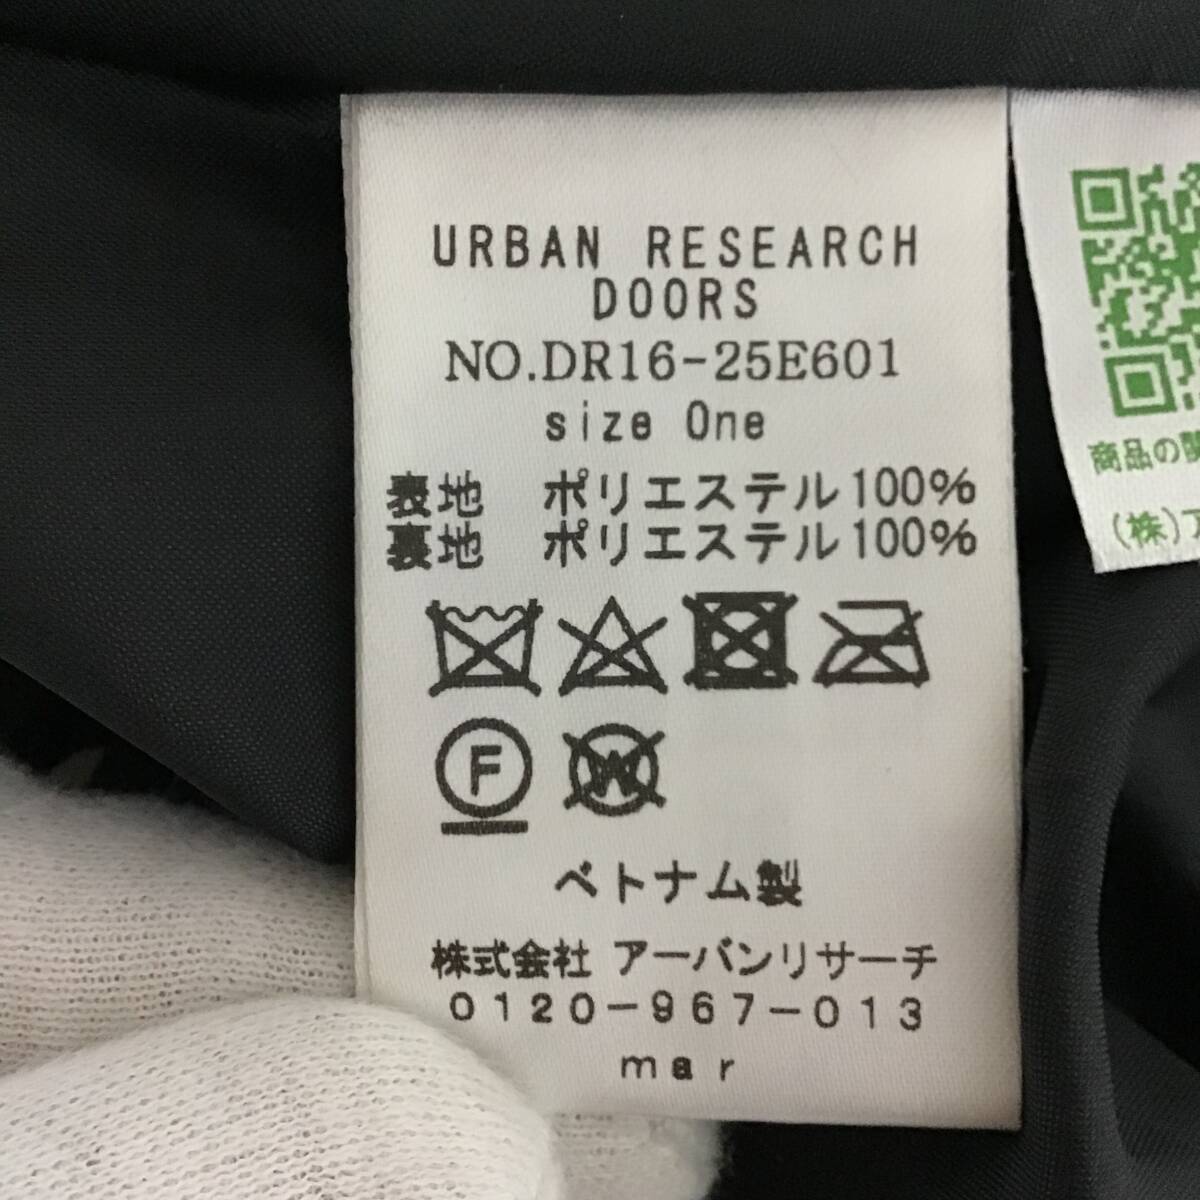 URBAN RESEARCH
DOORS
NO.DR16-25E601
size One
表地 ポリエステル100%
裏地 ポリエステル100%
F W
ベトナム製
株式会社 アーバンリサーチ
0120-967-013
mar
商品の関
(株)ア